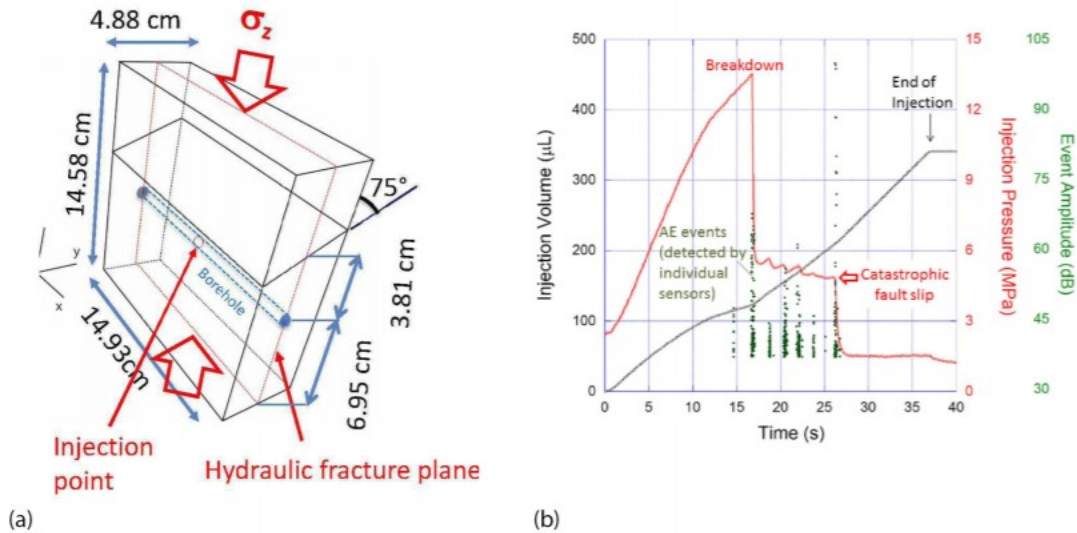 4.88 cm
σz
14.58 cm
75°
y
x
Borehole
3.81 cm
14.93cm
6.95 cm
Injection
point
Hydraulic fracture plane
(a)
500
400
300
200
100
0
Injection Volume (µL)
15
12
9
6
3
0
Injection Pressure (MPa)
105
90
75
60
45
30
Event Amplitude (dB)
Breakdown
End of
Injection
AE events
(detected by
individual
sensors)
Catastrophic
fault slip
0 5 10 15 20 25 30 35 40
Time (s)
(b)